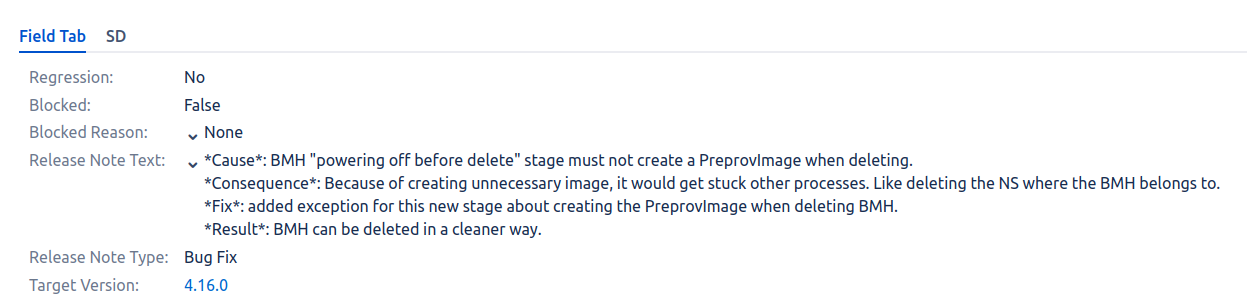 Field Tab SD
Regression: No
Blocked: False
Blocked Reason: None
Release Note Text: *Cause*: BMH "powering off before delete" stage must not create a PreprovImage when deleting.
*Consequence*: Because of creating unnecessary image, it would get stuck other processes. Like deleting the NS where the BMH belongs to.
*Fix*: added exception for this new stage about creating the PreprovImage when deleting BMH.
*Result*: BMH can be deleted in a cleaner way.
Release Note Type: Bug Fix
Target Version: 4.16.0